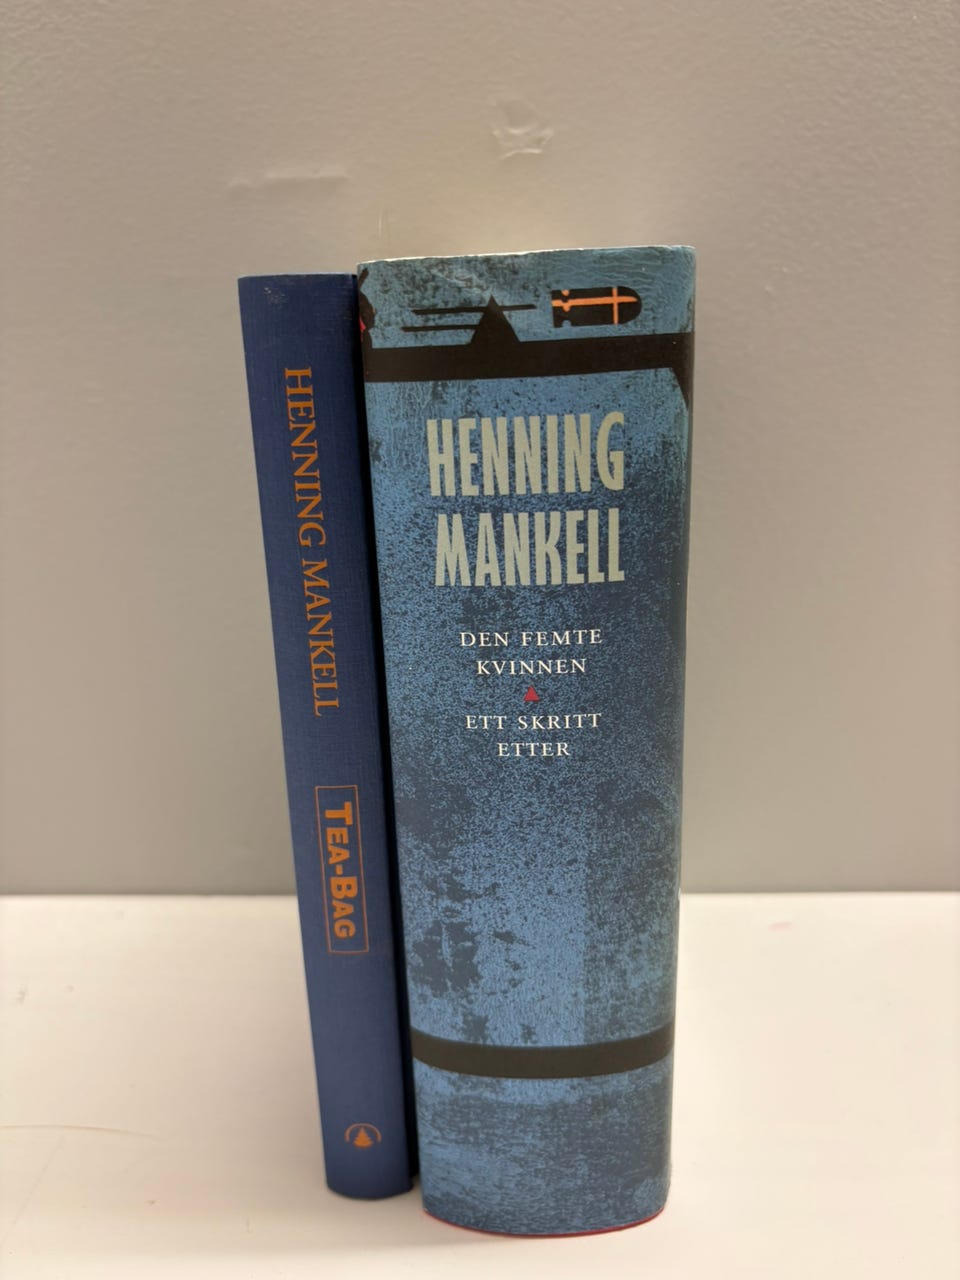 HENNING MANKELL
TEA-BAG
HENNING
MANKELL
DEN FEMTE
KVINNEN
ETT SKRITT
ETTER